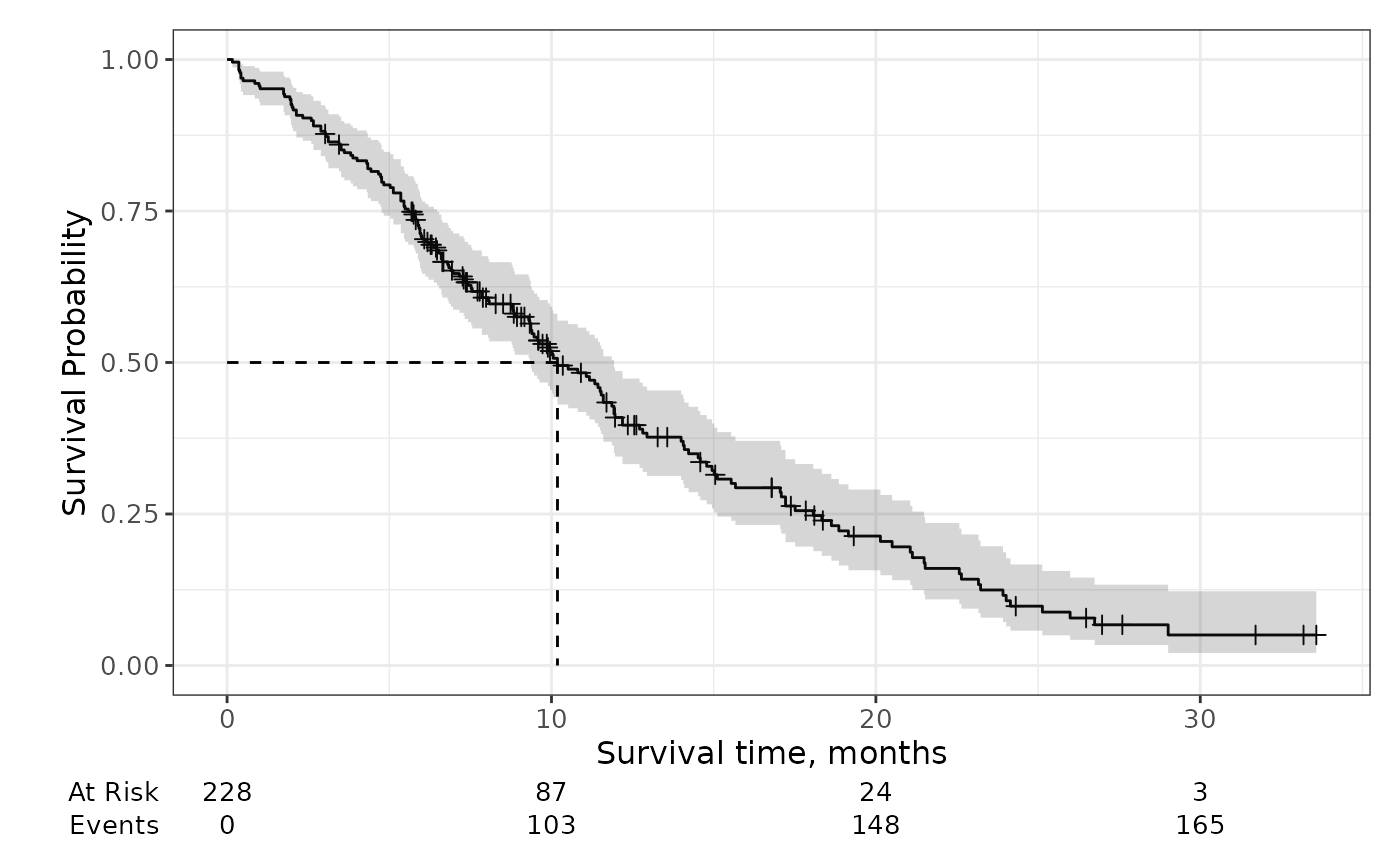 1.00
0.75
0.50
0.25
0.00
Survival Probability
0 10 20 30
Survival time, months
At Risk 228 87 24 3
Events 0 103 148 165